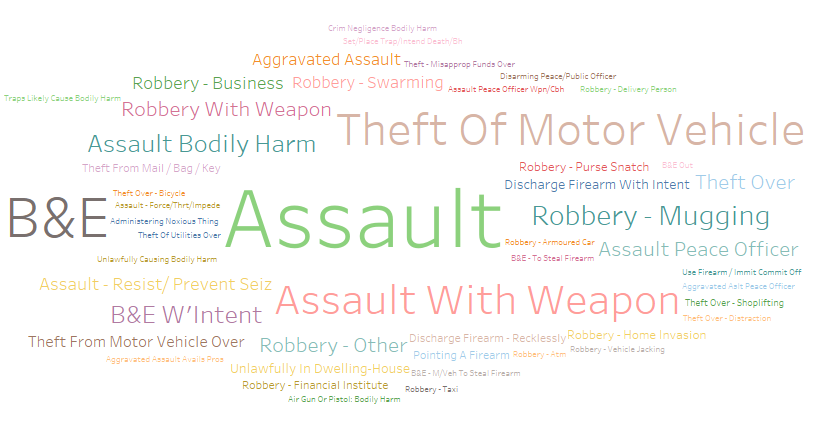 Crim Negligence Bodily Harm
Set/Place Trap/Intend Death/Bh
Aggravated Assault
Theft - Misapprop Funds Over
Disarming Peace/Public Officer
Robbery - Business
Robbery - Swarming
Assault Peace Officer Wpn/Cbh
Robbery - Delivery Person
Traps Likely Cause Bodily Harm
Robbery With Weapon
Theft Of Motor Vehicle
Assault Bodily Harm
Theft From Mail / Bag / Key
Robbery - Purse Snatch
B&E Out
Discharge Firearm With Intent
Theft Over
B&E
Theft Over - Bicycle
Assault - Force/Thrt/Impede
Administering Noxious Thing
Theft Of Utilities Over
Assault
Robbery - Mugging
Robbery - Armoured Car
Assault Peace Officer
Unlawfully Causing Bodily Harm
B&E - To Steal Firearm
Use Firearm / Immit Commit Off
Assault - Resist/ Prevent Seiz
Aggravated Aslt Peace Officer
Assault With Weapon
Theft Over - Shoplifting
B&E W'Intent
Theft Over - Distraction
Theft From Motor Vehicle Over
Robbery - Other
Discharge Firearm - Recklessly
Robbery - Home Invasion
Aggravated Assault Avails Pros
Pointing A Firearm
Robbery - Atm
Robbery - Vehicle Jacking
Unlawfully In Dwelling-House
B&E - M/Veh To Steal Firearm
Robbery - Financial Institute
Robbery - Taxi
Air Gun Or Pistol: Bodily Harm